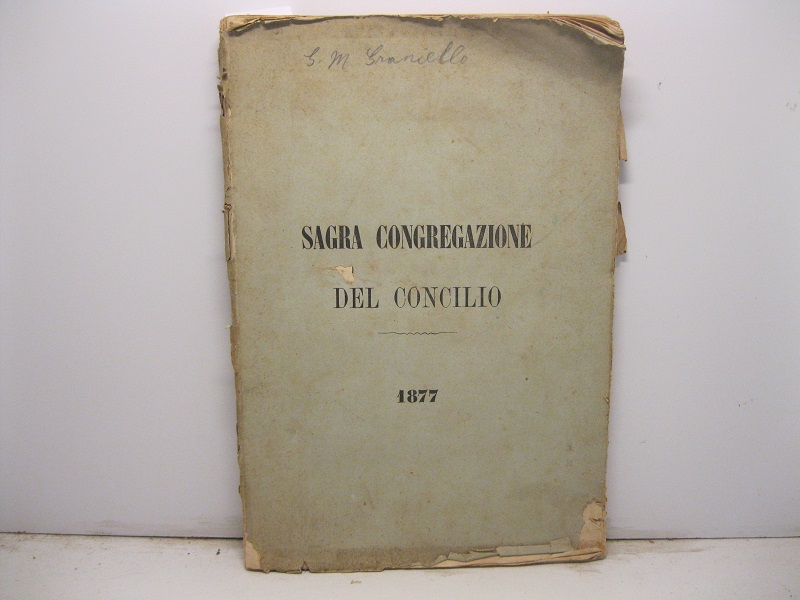 G. M Graniello
SAGRA CONGREGAZIONE
DEL CONCILIO
1877